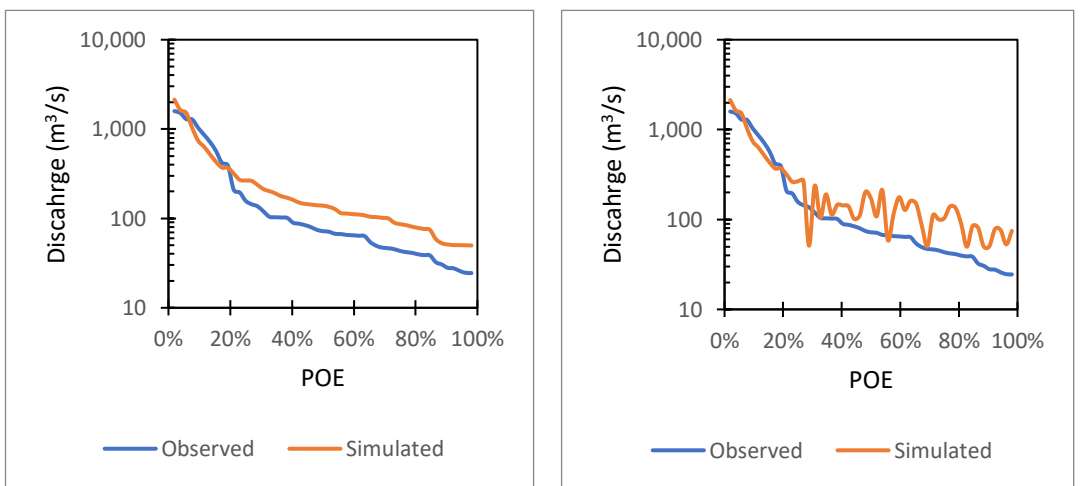 10,000
1,000
100
10
Discahrge (m³/s)
0% 20% 40% 60% 80% 100%
POE
Observed Simulated
10,000
1,000
100
10
Discahrge (m³/s)
0% 20% 40% 60% 80% 100%
POE
Observed Simulated